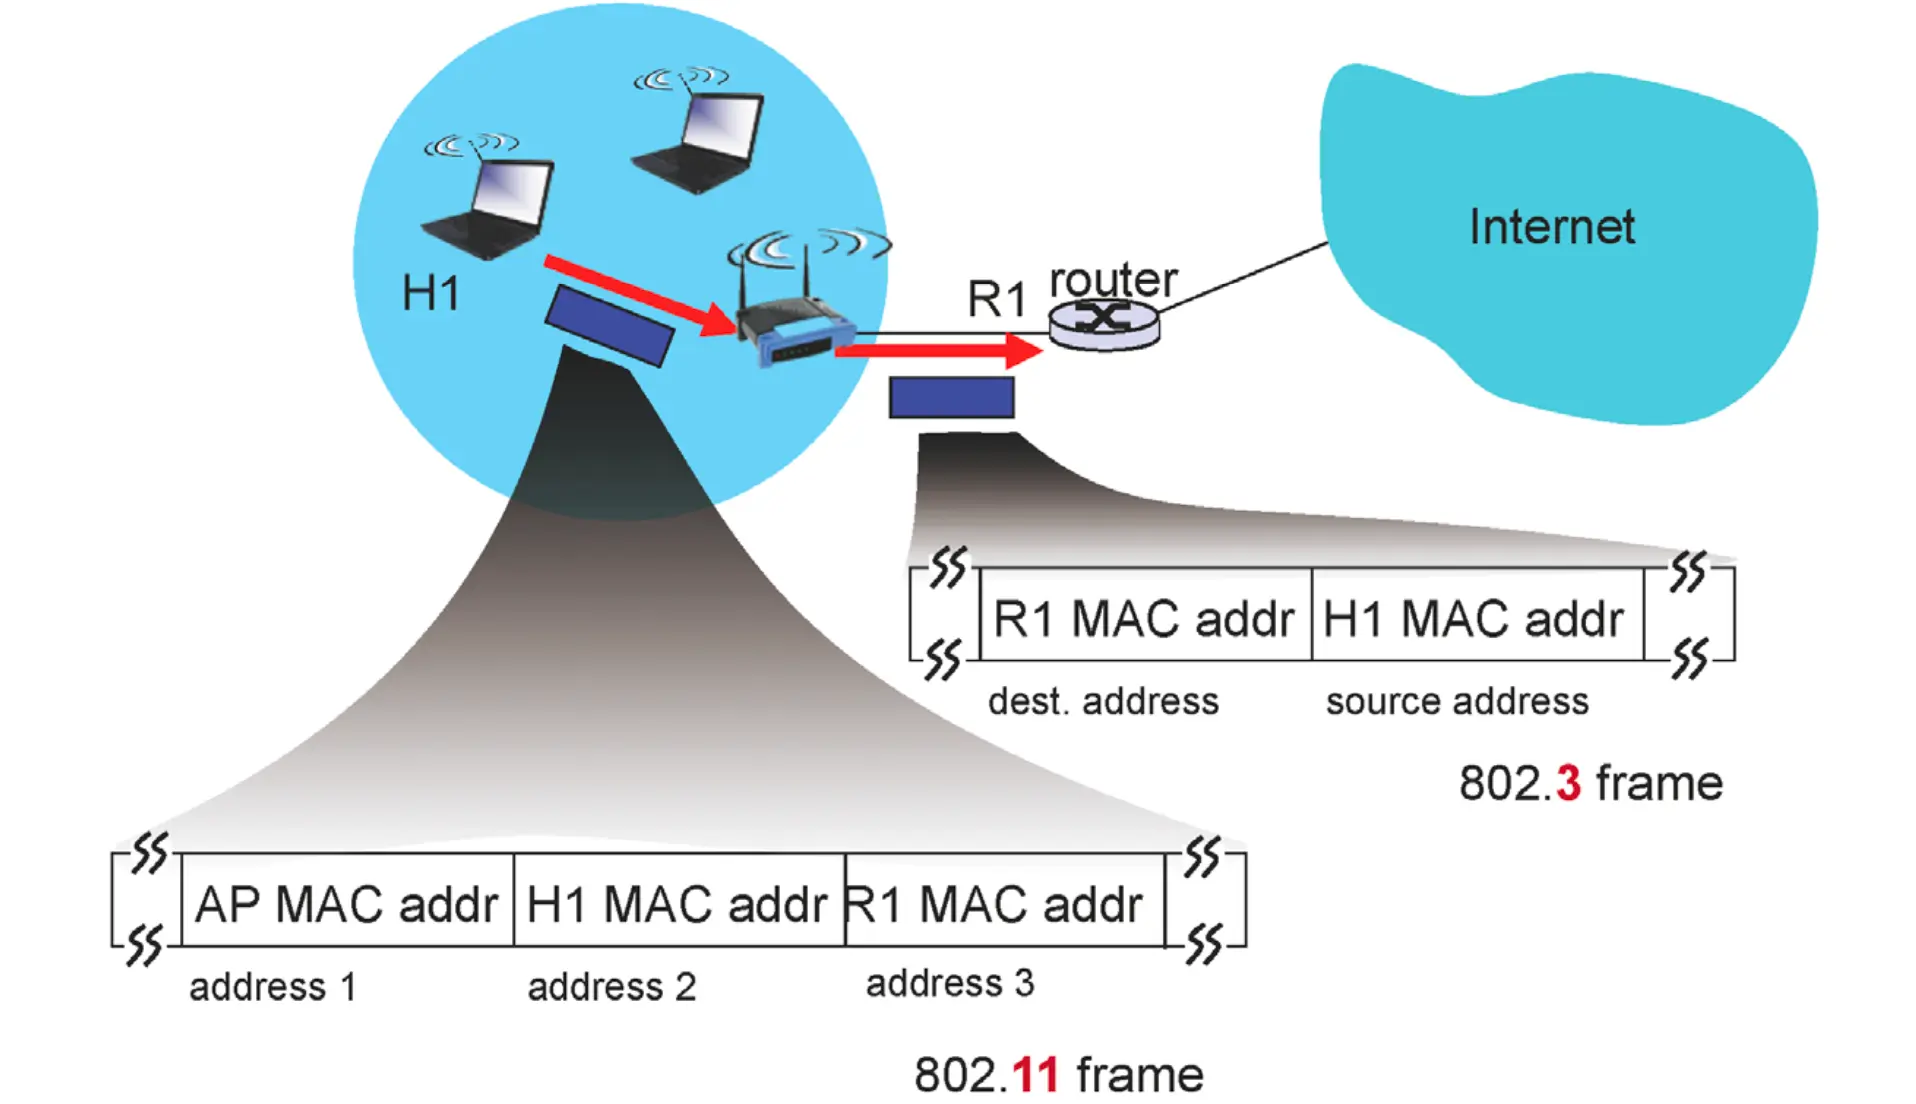 Internet
router
R1
H1
R1 MAC addr H1 MAC addr
dest. address source address
802.3 frame
AP MAC addr H1 MAC addr R1 MAC addr
address 1 address 2 address 3
802.11 frame